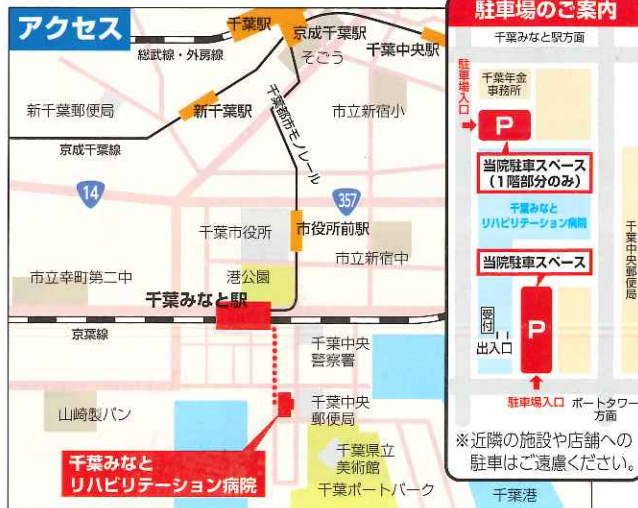 アクセス
千葉駅
京成千葉駅
そごう
千葉中央駅
総武線・外房線
新千葉郵便局
新千葉駅
市立新宿小
京成千葉線
千葉都市モノレール
14
357
千葉市役所
市役所前駅
市立新宿中
市立幸町第二中
港公園
千葉みなと駅
京葉線
千葉中央
警察署
山崎製パン
千葉中央
郵便局
千葉みなと
リハビリテーション病院
千葉県立
美術館
千葉ポートパーク
千葉港
駐車場のご案内
千葉みなと駅方面
駐車場入口
千葉年金
事務所
P
当院駐車スペース
(1階部分のみ)
千葉みなと
リハビリテーション病院
千葉中央郵便局
当院駐車スペース
受付
P
出入口
駐車場入口
ポートタワー
方面
※近隣の施設や店舗への
駐車はご遠慮ください。